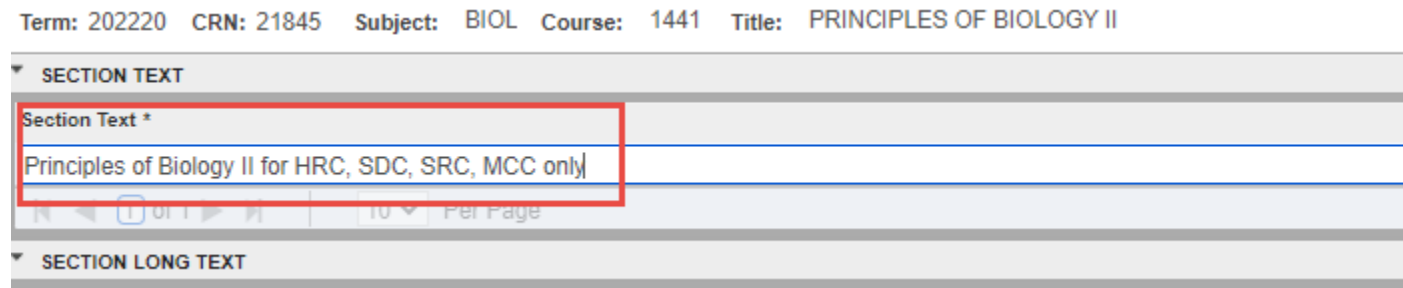 Term: 202220 CRN: 21845 Subject: BIOL Course: 1441 Title: PRINCIPLES OF BIOLOGY II
SECTION TEXT
Section Text *
Principles of Biology II for HRC, SDC, SRC, MCC only
1 of 1 10 Per Page
SECTION LONG TEXT